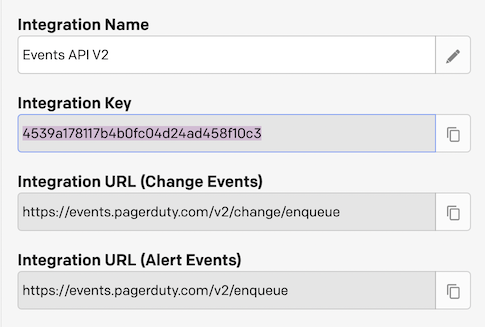 Integration Name
Events API V2
Integration Key
4539a178117b4b0fc04d24ad458f10c3
Integration URL (Change Events)
https://events.pagerduty.com/v2/change/enqueue
Integration URL (Alert Events)
https://events.pagerduty.com/v2/enqueue